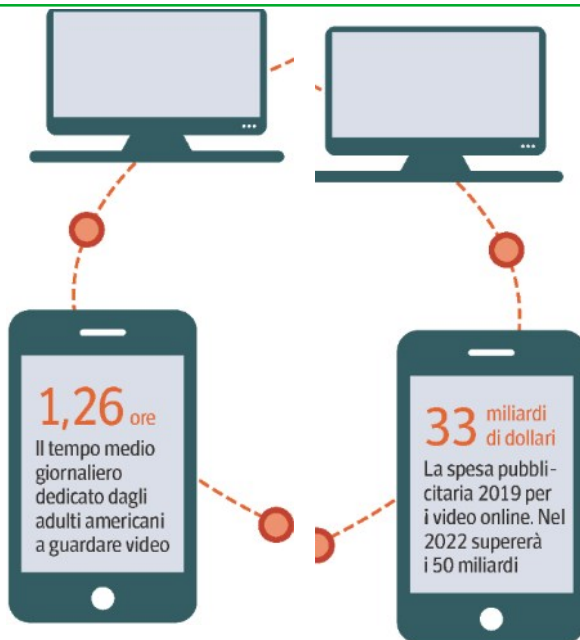 1,26 ore
Il tempo medio
giornaliero
dedicato dagli
adulti americani
a guardare video
33 miliardi
di dollari
La spesa pubbli-
citaria 2019 per
i video online. Nel
2022 supererà
i 50 miliardi